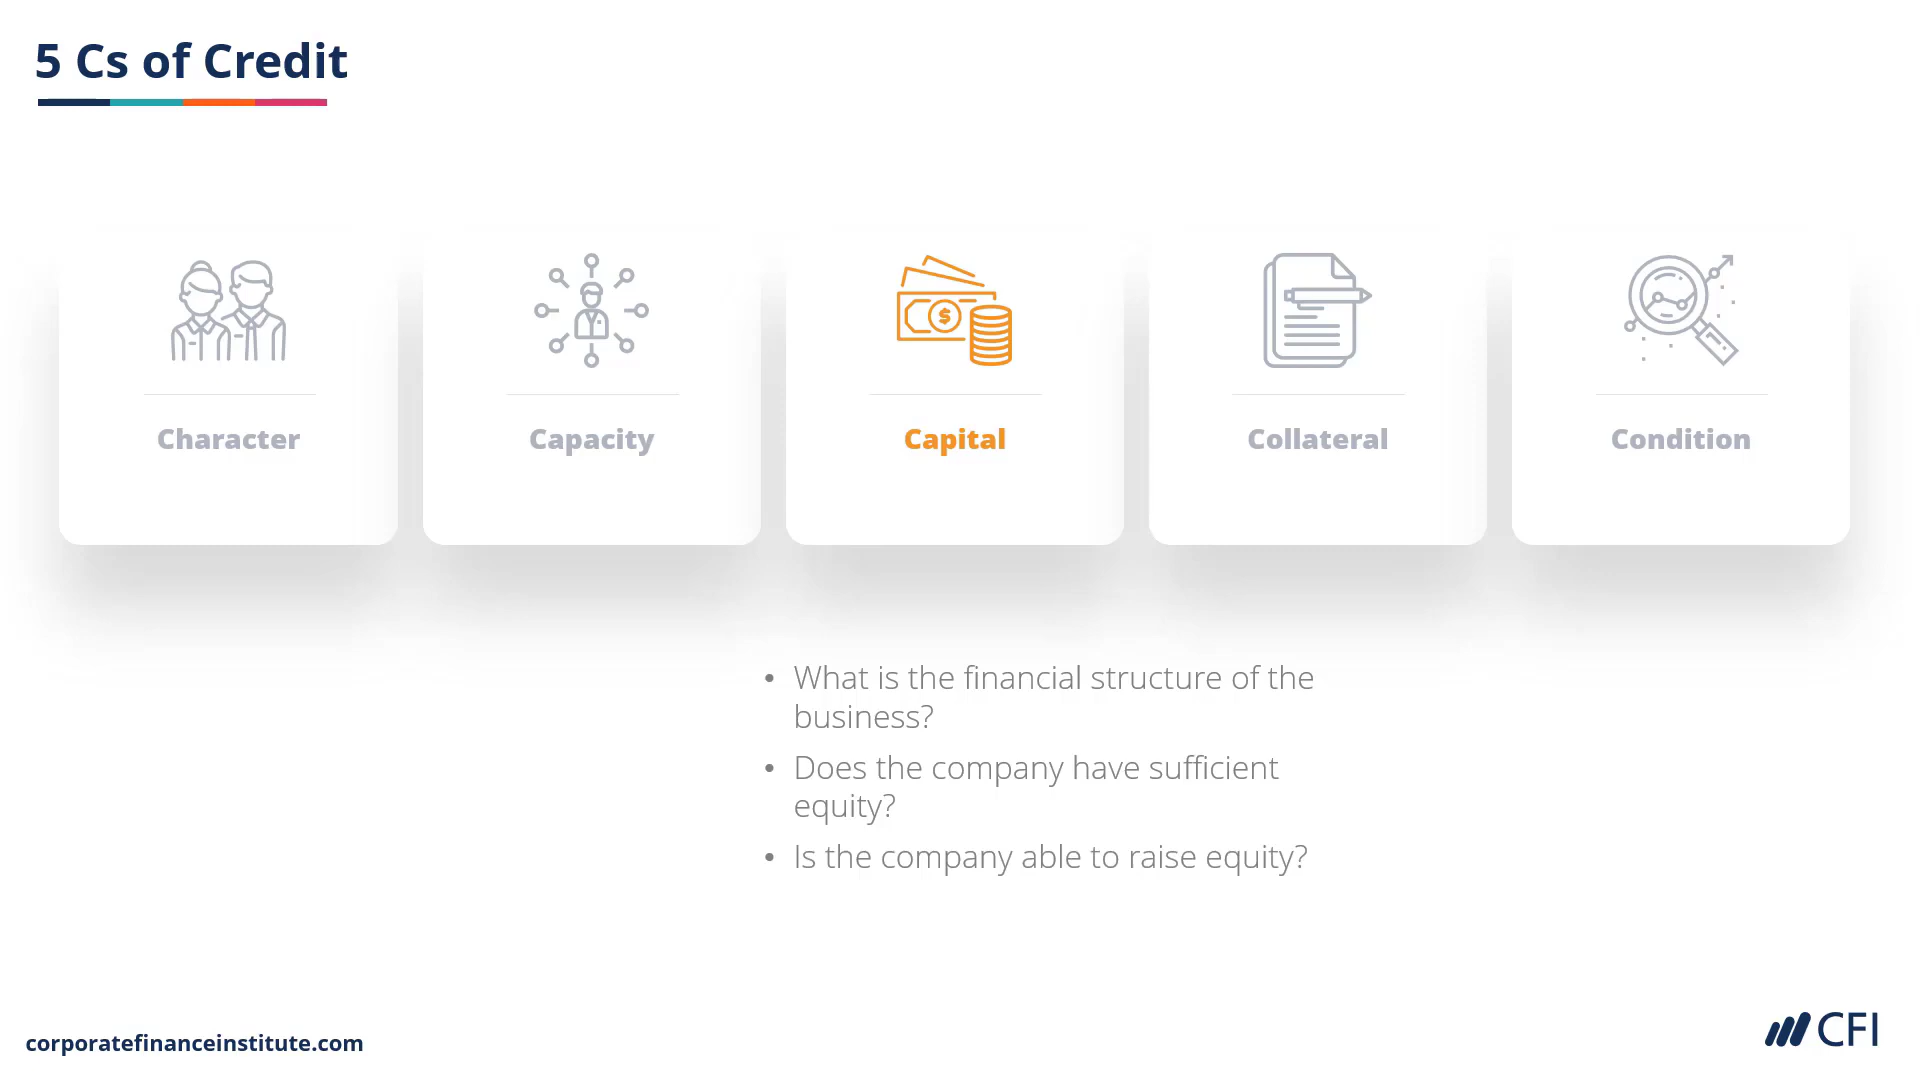 5 Cs of Credit
$
Character
Capacity
Capital
Collateral
Condition
• What is the financial structure of the
business?
• Does the company have sufficient
equity?
• Is the company able to raise equity?
corporatefinanceinstitute.com
CFI